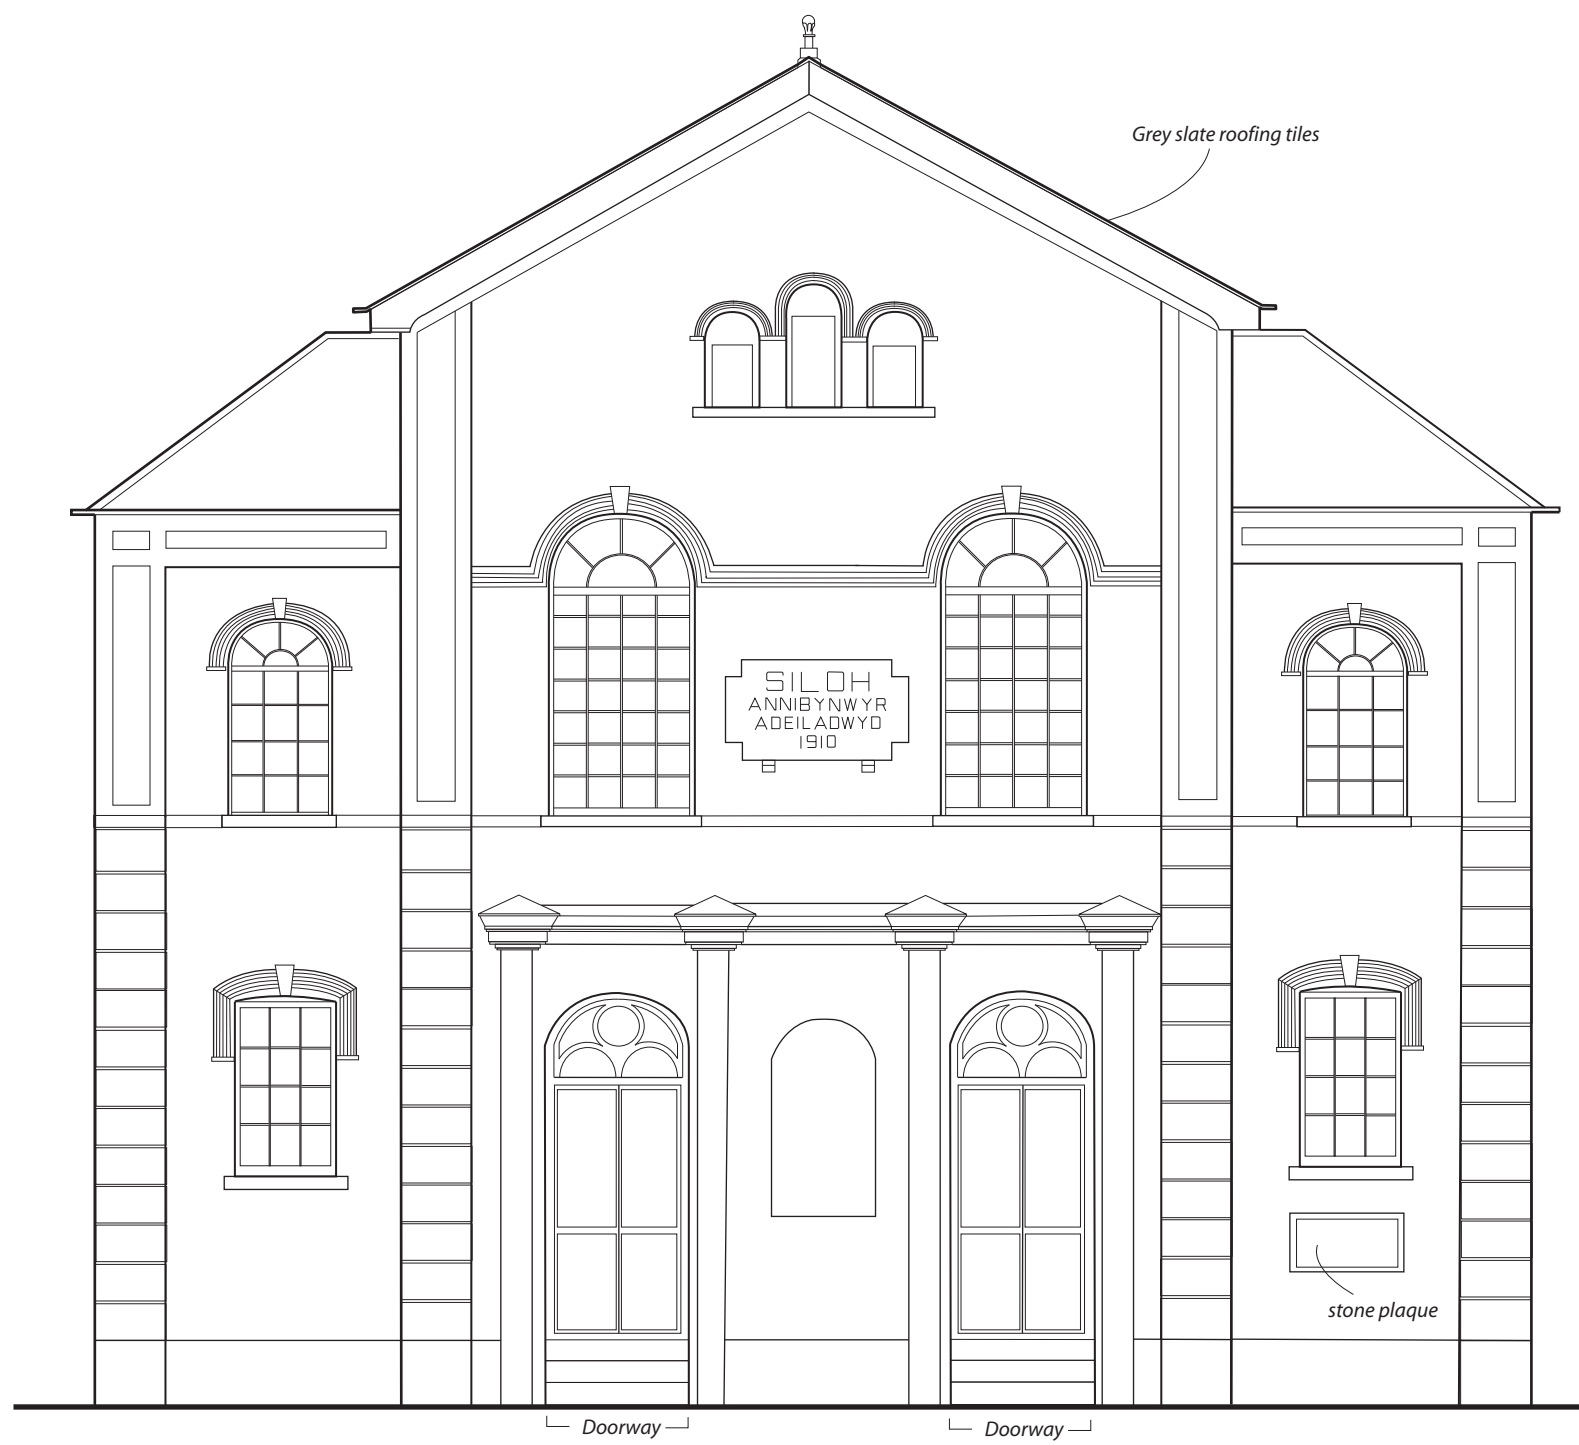 Grey slate roofing tiles
SILOH
ANNIBYNWYR
ADEILADWYD
1910
stone plaque
Doorway
Doorway